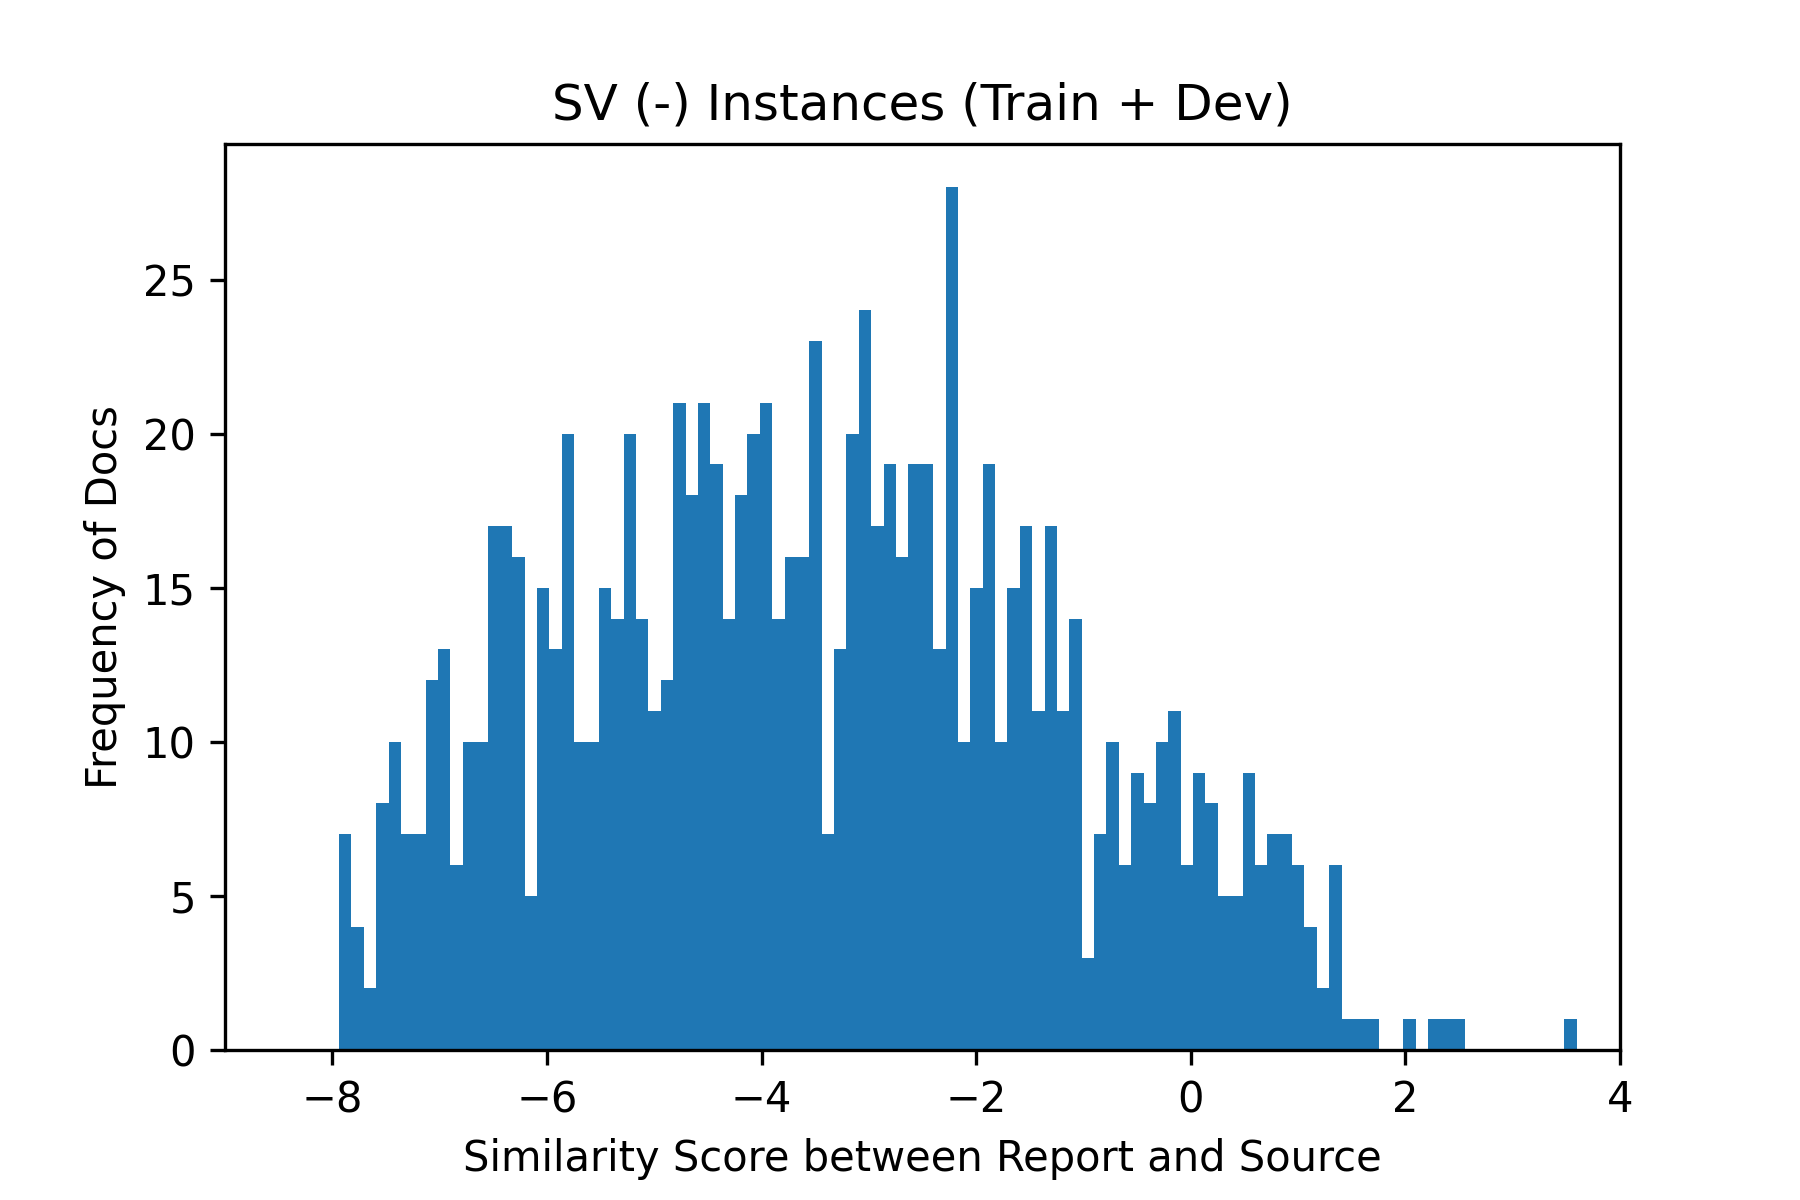 SV (-) Instances (Train + Dev)
Frequency of Docs
25
20
15
10
5
0
−8 −6 −4 −2 0 2 4
Similarity Score between Report and Source